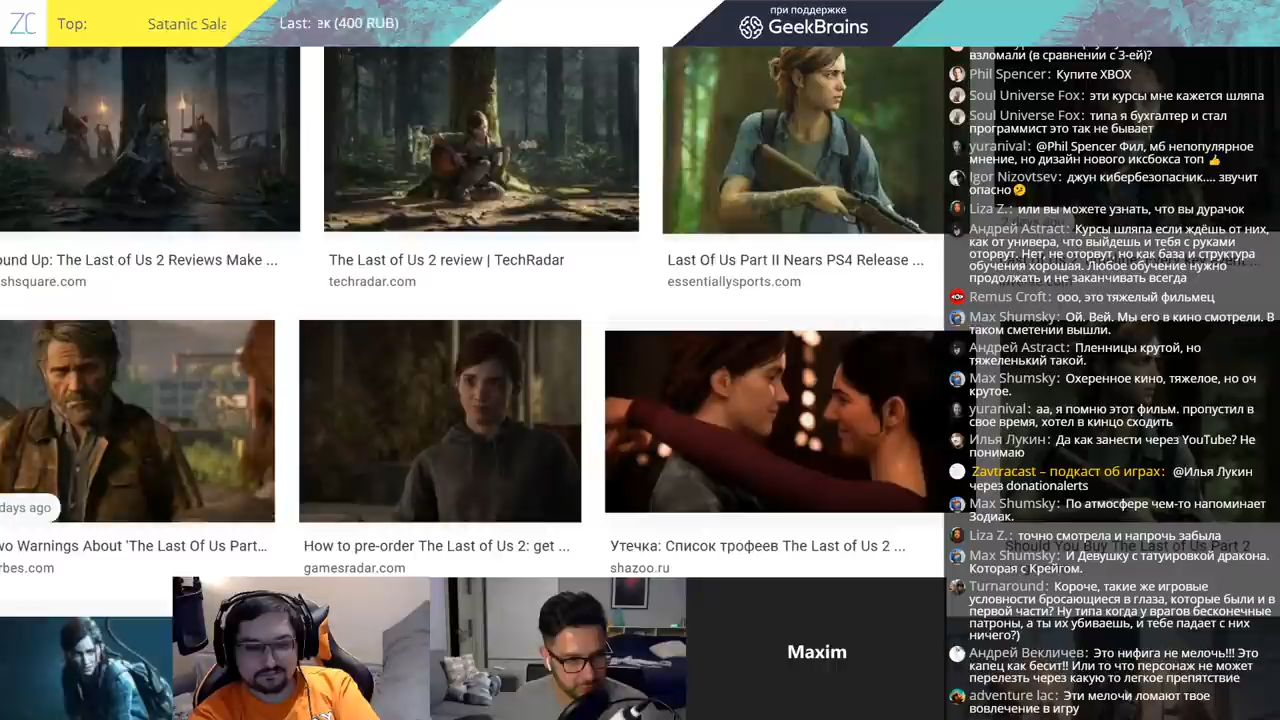 ZC
Top:
Satanic Sala
Last: ек (400 RUB)
при поддержке
GeekBrains
ound Up: The Last of Us 2 Reviews Make ...
shsquare.com
The Last of Us 2 review | TechRadar
techradar.com
Last Of Us Part II Nears PS4 Release ...
essentiallysports.com
days ago
wo Warnings About 'The Last Of Us Part...
rbes.com
How to pre-order The Last of Us 2: get ...
gamesradar.com
Утечка: Список трофеев The Last of Us 2 ...
shazoo.ru
Should You Buy The Last of Us Part 2
Maxim
взломали (в сравнении с 3-ей)?
Phil Spencer: Купите XBOX
Soul Universe Fox: эти курсы мне кажется шляпа
Soul Universe Fox: типа я бухгалтер и стал
программист это так не бывает
yuranival: @Phil Spencer Фил, мб непопулярное
мнение, но дизайн нового иксбокса топ 👍
Igor Nizovtsev: джун кибербезопасник.... звучит
опасно🤔
Liza Z.: или вы можете узнать, что вы дурачок
Андрей Astract: Курсы шляпа если ждёшь от них,
как от универа, что выйдешь и тебя с руками
оторвут. Нет, не оторвут, но как база и структура
обучения хорошая. Любое обучение нужно
продолжать и не заканчивать всегда
Remus Croft: ооо, это тяжелый фильмец
Max Shumsky: Ой. Вей. Мы его в кино смотрели. В
таком сметении вышли.
Андрей Astract: Пленницы крутой, но
тяжеленький такой.
Max Shumsky: Охеренное кино, тяжелое, но оч
крутое.
yuranival: аа, я помню этот фильм. пропустил в
свое время, хотел в кинцо сходить
Илья Лукин: Да как занести через YouTube? Не
понимаю
Zavtracast – подкаст об играх: @Илья Лукин
через donationalerts
Max Shumsky: По атмосфере чем-то напоминает
Зодиак.
Liza Z.: точно смотрела и напрочь забыла
Max Shumsky: И Девушку с татуировкой дракона.
Которая с Крейгом.
Turnaround: Короче, такие же игровые
условности бросающиеся в глаза, которые были и в
первой части? Ну типа когда у врагов бесконечные
патроны, а ты их убиваешь, и тебе падает с них
ничего?)
Андрей Векличев: Это нифига не мелочь!!! Это
капец как бесит!! Или то что персонаж не может
перелезть через какую то легкое препятствие
adventure lac: Эти мелочи ломают твое
вовлечение в игру